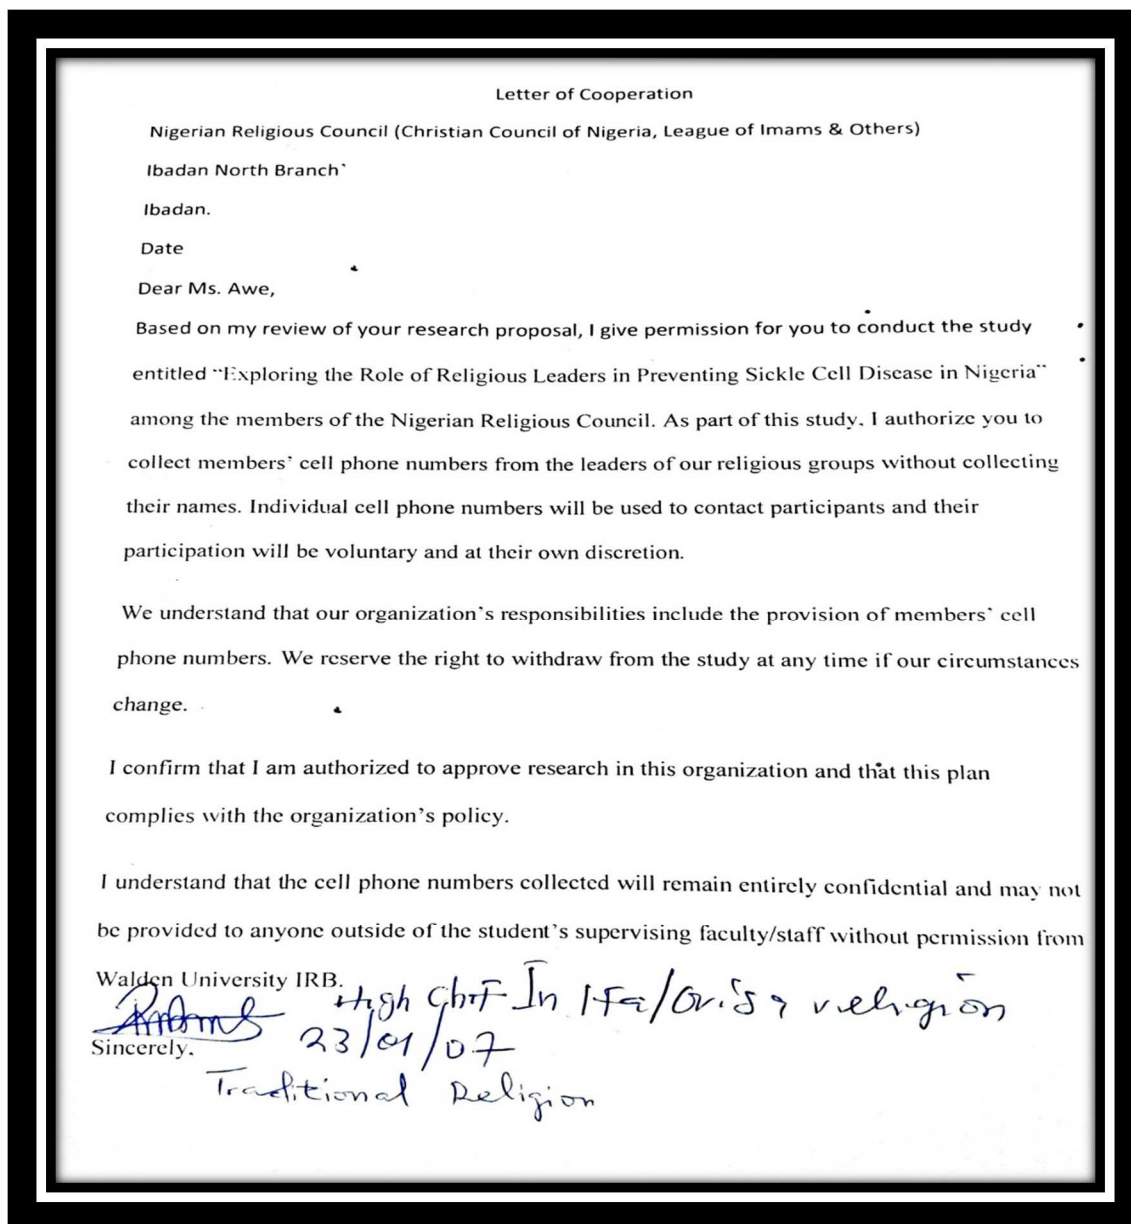 Letter of Cooperation
Nigerian Religious Council (Christian Council of Nigeria, League of Imams & Others)
Ibadan North Branch`
Ibadan.
Date
Dear Ms. Awe,
Based on my review of your research proposal, I give permission for you to conduct the study
entitled “Exploring the Role of Religious Leaders in Preventing Sickle Cell Disease in Nigeria”
among the members of the Nigerian Religious Council. As part of this study, I authorize you to
collect members’ cell phone numbers from the leaders of our religious groups without collecting
their names. Individual cell phone numbers will be used to contact participants and their
participation will be voluntary and at their own discretion.
We understand that our organization’s responsibilities include the provision of members’ cell
phone numbers. We reserve the right to withdraw from the study at any time if our circumstances
change.
I confirm that I am authorized to approve research in this organization and that this plan
complies with the organization’s policy.
I understand that the cell phone numbers collected will remain entirely confidential and may not
be provided to anyone outside of the student’s supervising faculty/staff without permission from
Walden University IRB.
High In Ifa/Orisa religion
Sincerely, 23/01/07
Traditional Religion